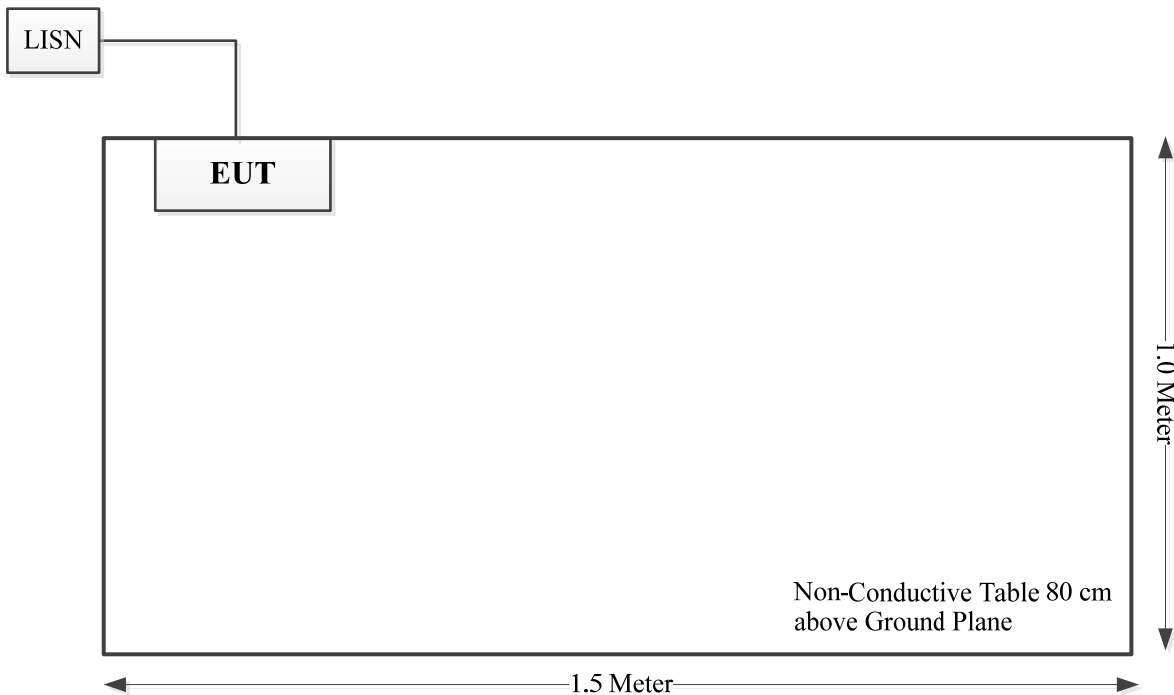 LISN
EUT
1.0 Meter
Non-Conductive Table 80 cm
above Ground Plane
1.5 Meter